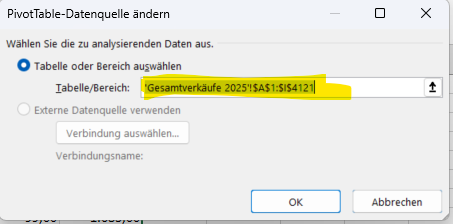 PivotTable-Datenquelle ändern
Wählen Sie die zu analysierenden Daten aus.
Tabelle oder Bereich auswählen
Tabelle/Bereich: 'Gesamtverkäufe 2025'!$A$1:$I$4121
Externe Datenquelle verwenden
Verbindung auswählen...
Verbindungsname:
OK Abbrechen